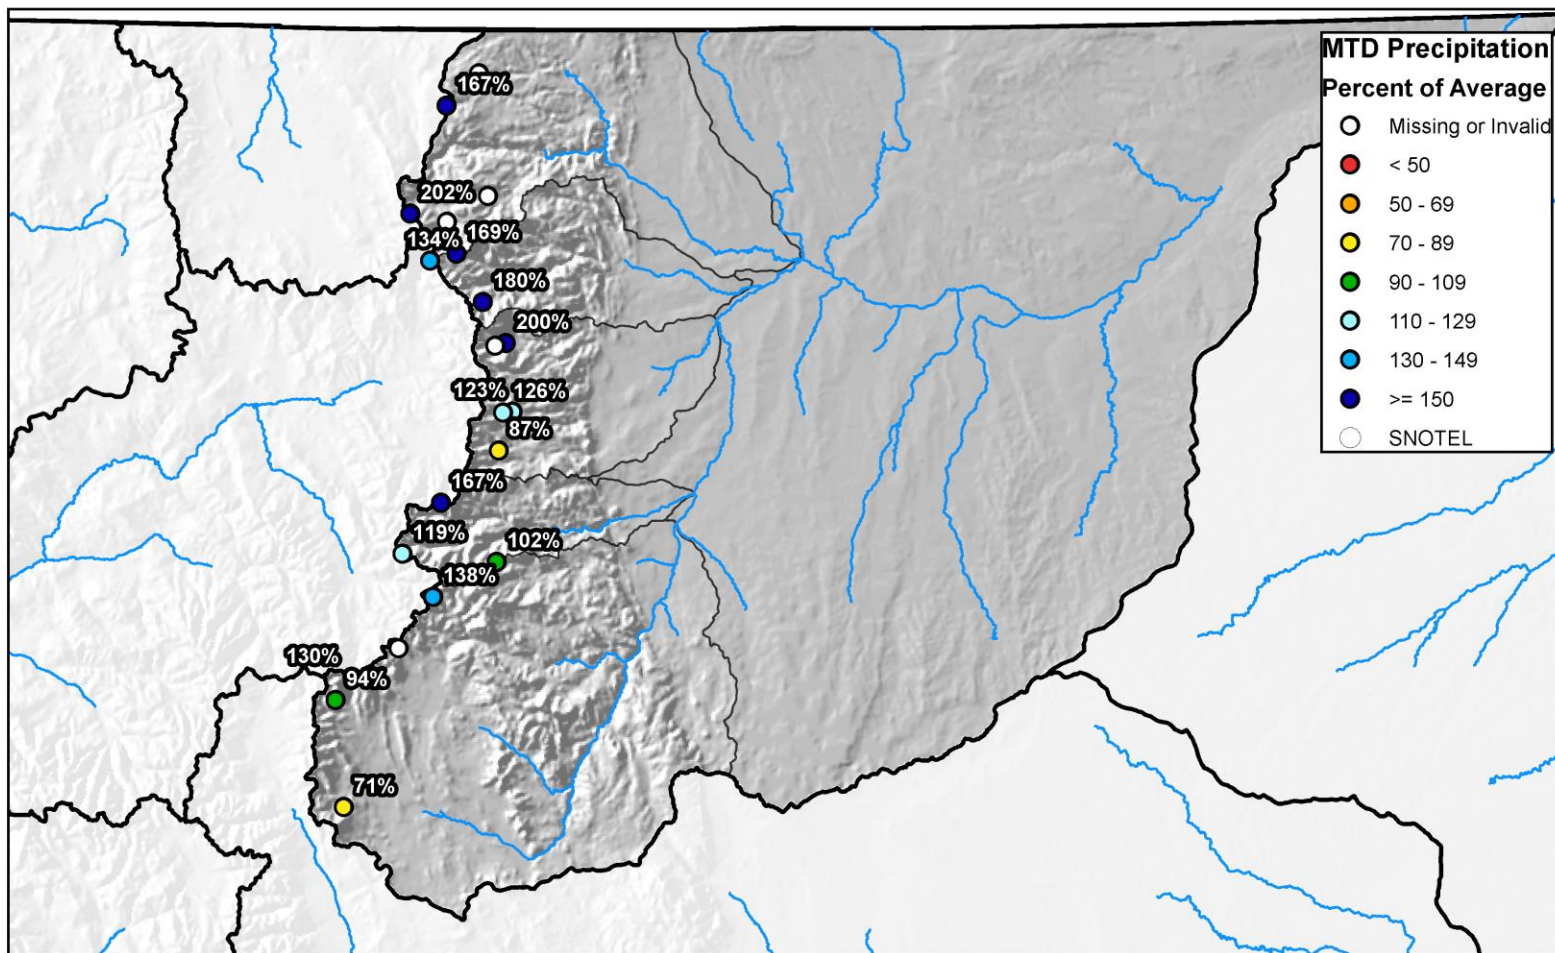 MTD Precipitation
Percent of Average
Missing or Invalid
< 50
50 - 69
70 - 89
90 - 109
110 - 129
130 - 149
>= 150
SNOTEL
167%
202%
134% 169%
180%
200%
123% 126%
87%
167%
119%
102%
138%
130%
94%
71%